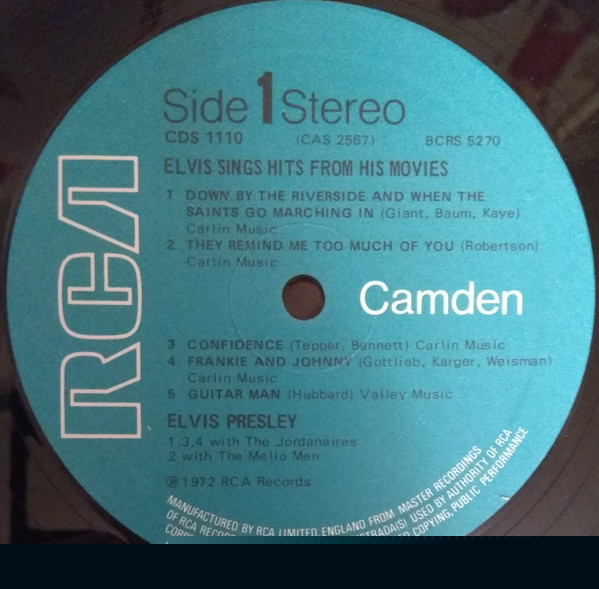 Side 1 Stereo
CDS 1110 (CAS 2567) BCRS 5270
ELVIS SINGS HITS FROM HIS MOVIES
1 DOWN BY THE RIVERSIDE AND WHEN THE
SAINTS GO MARCHING IN (Giant, Baum, Kaye)
Carlin Music
2 THEY REMIND ME TOO MUCH OF YOU (Robertson)
Carlin Music
RCA
Camden
3 CONFIDENCE (Tepper, Bennett) Carlin Music
4 FRANKIE AND JOHNNY (Gottlieb, Karger, Weisman)
Carlin Music
5 GUITAR MAN (Hubbard) Valley Music
ELVIS PRESLEY
1,3,4 with The Jordanaires
2 with The Mello Men
℗ 1972 RCA Records
MANUFACTURED BY RCA LIMITED, ENGLAND FROM MASTER RECORDINGS
OF RCA STRADA(S) USED BY AUTHORITY OF RCA
COPYING, PUBLIC PERFORMANCE